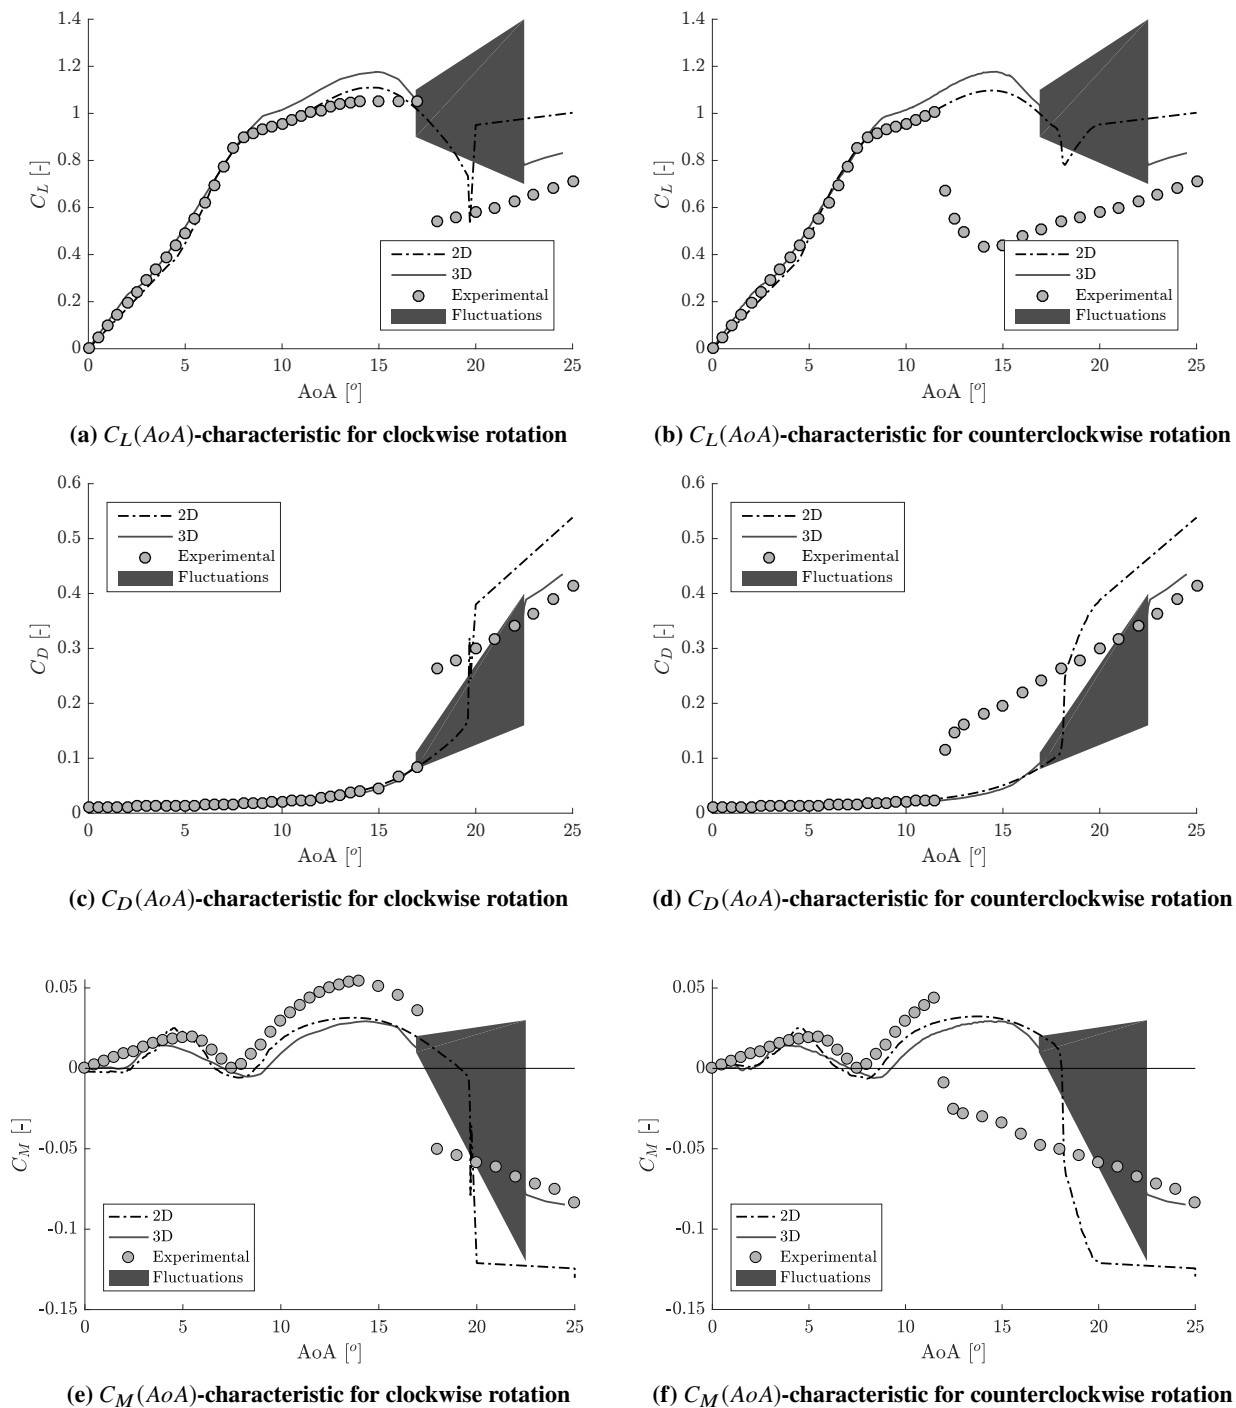 1.4
1.2
1
0.8
0.6
0.4
0.2
0
C_L [-]
0 5 10 15 20 25
AoA [°]
2D
3D
Experimental
Fluctuations
(a) C_L(AoA)-characteristic for clockwise rotation
1.4
1.2
1
0.8
0.6
0.4
0.2
0
C_L [-]
0 5 10 15 20 25
AoA [°]
2D
3D
Experimental
Fluctuations
(b) C_L(AoA)-characteristic for counterclockwise rotation
0.6
0.5
0.4
0.3
0.2
0.1
0
C_D [-]
0 5 10 15 20 25
AoA [°]
2D
3D
Experimental
Fluctuations
(c) C_D(AoA)-characteristic for clockwise rotation
0.6
0.5
0.4
0.3
0.2
0.1
0
C_D [-]
0 5 10 15 20 25
AoA [°]
2D
3D
Experimental
Fluctuations
(d) C_D(AoA)-characteristic for counterclockwise rotation
0.05
0
-0.05
-0.1
-0.15
C_M [-]
0 5 10 15 20 25
AoA [°]
2D
3D
Experimental
Fluctuations
(e) C_M(AoA)-characteristic for clockwise rotation
0.05
0
-0.05
-0.1
-0.15
C_M [-]
0 5 10 15 20 25
AoA [°]
2D
3D
Experimental
Fluctuations
(f) C_M(AoA)-characteristic for counterclockwise rotation